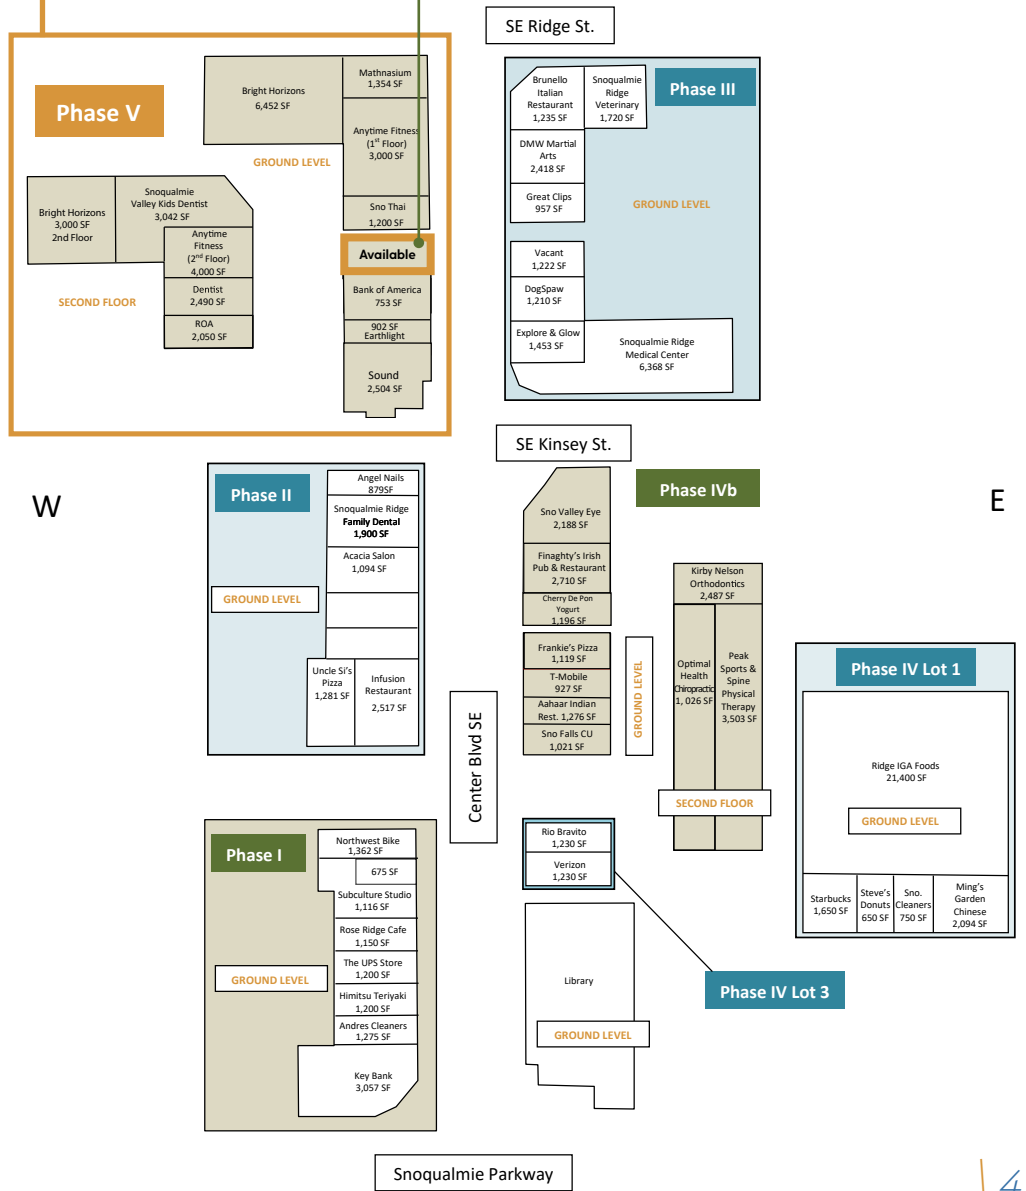 SE Ridge St.
Phase V
Bright Horizons
6,452 SF
Mathnasium
1,354 SF
Anytime Fitness
(1st Floor)
3,000 SF
GROUND LEVEL
Sno Thai
1,200 SF
Available
Bank of America
753 SF
902 SF
Earthlight
Sound
2,504 SF
Bright Horizons
3,000 SF
2nd Floor
Snoqualmie
Valley Kids Dentist
3,042 SF
Anytime
Fitness
(2nd Floor)
4,000 SF
Dentist
2,490 SF
ROA
2,050 SF
SECOND FLOOR
Phase III
Brunello
Italian
Restaurant
1,235 SF
Snoqualmie
Ridge
Veterinary
1,720 SF
DMW Martial
Arts
2,418 SF
Great Clips
957 SF
GROUND LEVEL
Vacant
1,222 SF
DogSpaw
1,210 SF
Explore & Glow
1,453 SF
Snoqualmie Ridge
Medical Center
6,368 SF
SE Kinsey St.
W
E
Phase II
Angel Nails
879SF
Snoqualmie Ridge
Family Dental
1,900 SF
Acacia Salon
1,094 SF
GROUND LEVEL
Uncle Si's
Pizza
1,281 SF
Infusion
Restaurant
2,517 SF
Center Blvd SE
Phase IVb
Sno Valley Eye
2,188 SF
Finaghty's Irish
Pub & Restaurant
2,710 SF
Cherry De Pon
Yogurt
1,196 SF
Frankie's Pizza
1,119 SF
T-Mobile
927 SF
Aahaar Indian
Rest. 1,276 SF
Sno Falls CU
1,021 SF
GROUND LEVEL
Kirby Nelson
Orthodontics
2,487 SF
Optimal
Health
Chiropractic
1, 026 SF
Peak
Sports &
Spine
Physical
Therapy
3,503 SF
SECOND FLOOR
Phase IV Lot 1
Ridge IGA Foods
21,400 SF
GROUND LEVEL
Starbucks
1,650 SF
Steve's
Donuts
650 SF
Sno.
Cleaners
750 SF
Ming's
Garden
Chinese
2,094 SF
Phase I
Northwest Bike
1,362 SF
675 SF
Subculture Studio
1,116 SF
Rose Ridge Cafe
1,150 SF
The UPS Store
1,200 SF
Himitsu Teriyaki
1,200 SF
Andres Cleaners
1,275 SF
Key Bank
3,057 SF
GROUND LEVEL
Rio Bravito
1,230 SF
Verizon
1,230 SF
Phase IV Lot 3
Library
GROUND LEVEL
Snoqualmie Parkway
4